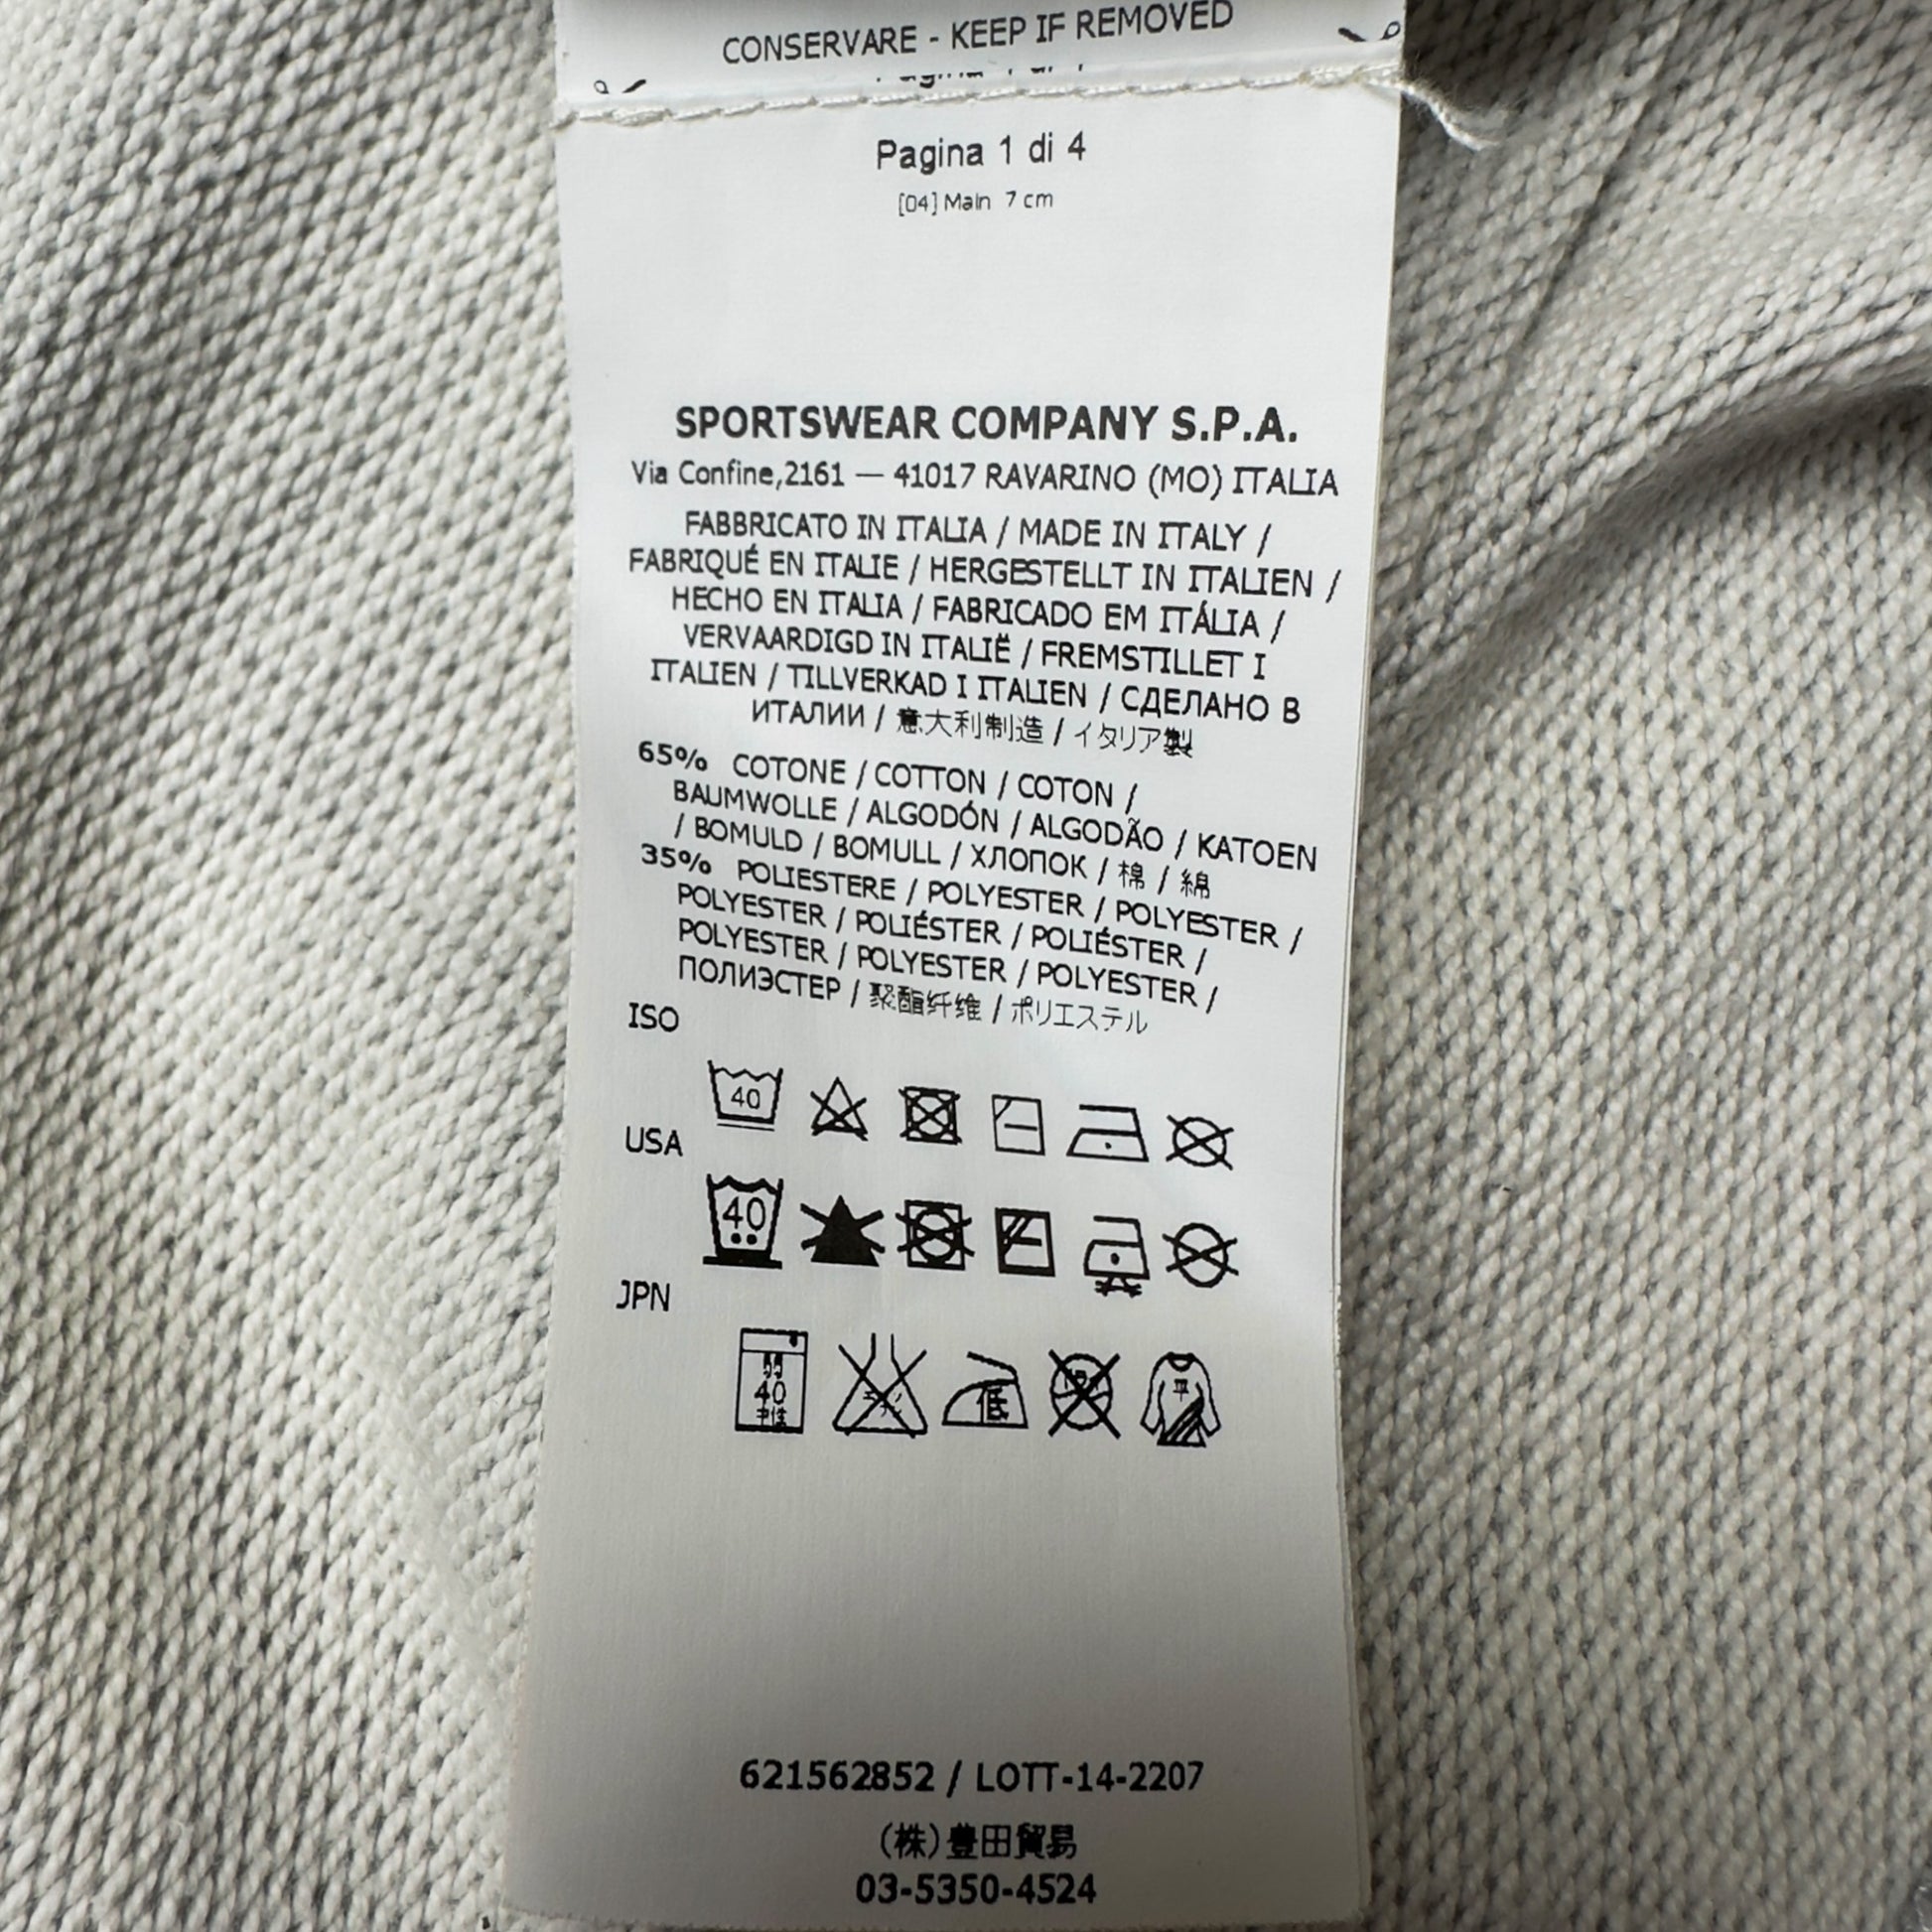 CONSERVARE - KEEP IF REMOVED
Pagina 1 di 4
[04] Main 7 cm
SPORTSWEAR COMPANY S.P.A.
Via Confine,2161 — 41017 RAVARINO (MO) ITALIA
FABBRICATO IN ITALIA / MADE IN ITALY /
FABRIQUÉ EN ITALIE / HERGESTELLT IN ITALIEN /
HECHO EN ITALIA / FABRICADO EM ITÁLIA /
VERVAARDIGD IN ITALIË / FREMSTILLET I
ITALIEN / TILLVERKAD I ITALIEN / СДЕЛАНО В
ИТАЛИИ / 意大利制造 / イタリア製
65% COTONE / COTTON / COTON /
BAUMWOLLE / ALGODÓN / ALGODÃO / KATOEN
/ BOMULD / BOMULL / ХЛОПОК / 棉 / 綿
35% POLIESTERE / POLYESTER / POLYESTER /
POLYESTER / POLIÉSTER / POLIÉSTER /
POLYESTER / POLYESTER / POLYESTER /
ПОЛИЭСТЕР / 聚酯纤维 / ポリエステル
ISO
40
USA
40
JPN
弱
40
中性
低
平
621562852 / LOTT-14-2207
(株)豊田貿易
03-5350-4524